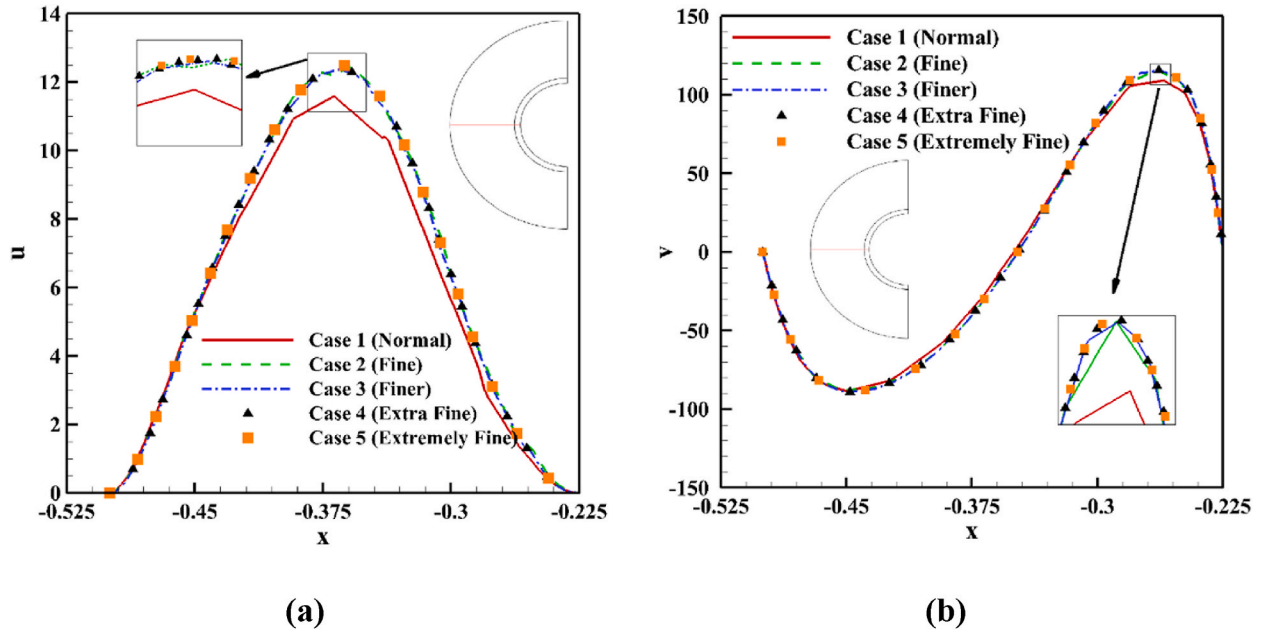 14
12
10
8
6
4
2
0
u
Case 1 (Normal)
Case 2 (Fine)
Case 3 (Finer)
Case 4 (Extra Fine)
Case 5 (Extremely Fine)
-0.525
-0.45
-0.375
-0.3
-0.225
x
(a)
150
100
50
0
-50
-100
-150
v
Case 1 (Normal)
Case 2 (Fine)
Case 3 (Finer)
Case 4 (Extra Fine)
Case 5 (Extremely Fine)
-0.525
-0.45
-0.375
-0.3
-0.225
x
(b)